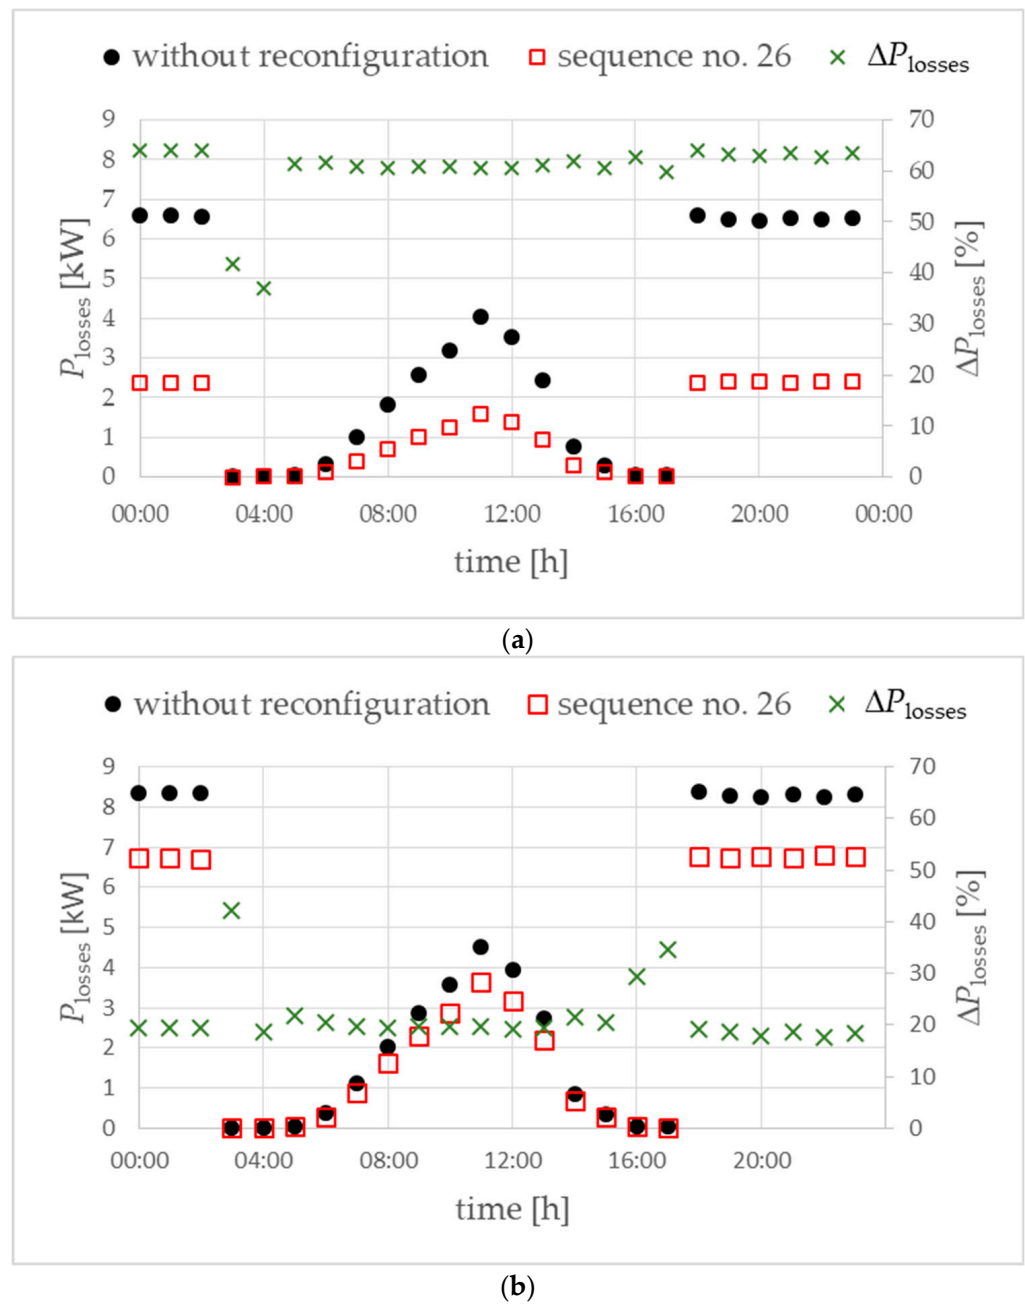 without reconfiguration sequence no. 26 ΔPlosses
9 70
8 60
7 50
6 40
5 30
4 20
3 10
2 0
1
0
Plosses [kW]
ΔPlosses [%]
00:00 04:00 08:00 12:00 16:00 20:00 00:00
time [h]
(a)
without reconfiguration sequence no. 26 ΔPlosses
9 70
8 60
7 50
6 40
5 30
4 20
3 10
2 0
1
0
Plosses [kW]
ΔPlosses [%]
00:00 04:00 08:00 12:00 16:00 20:00
time [h]
(b)